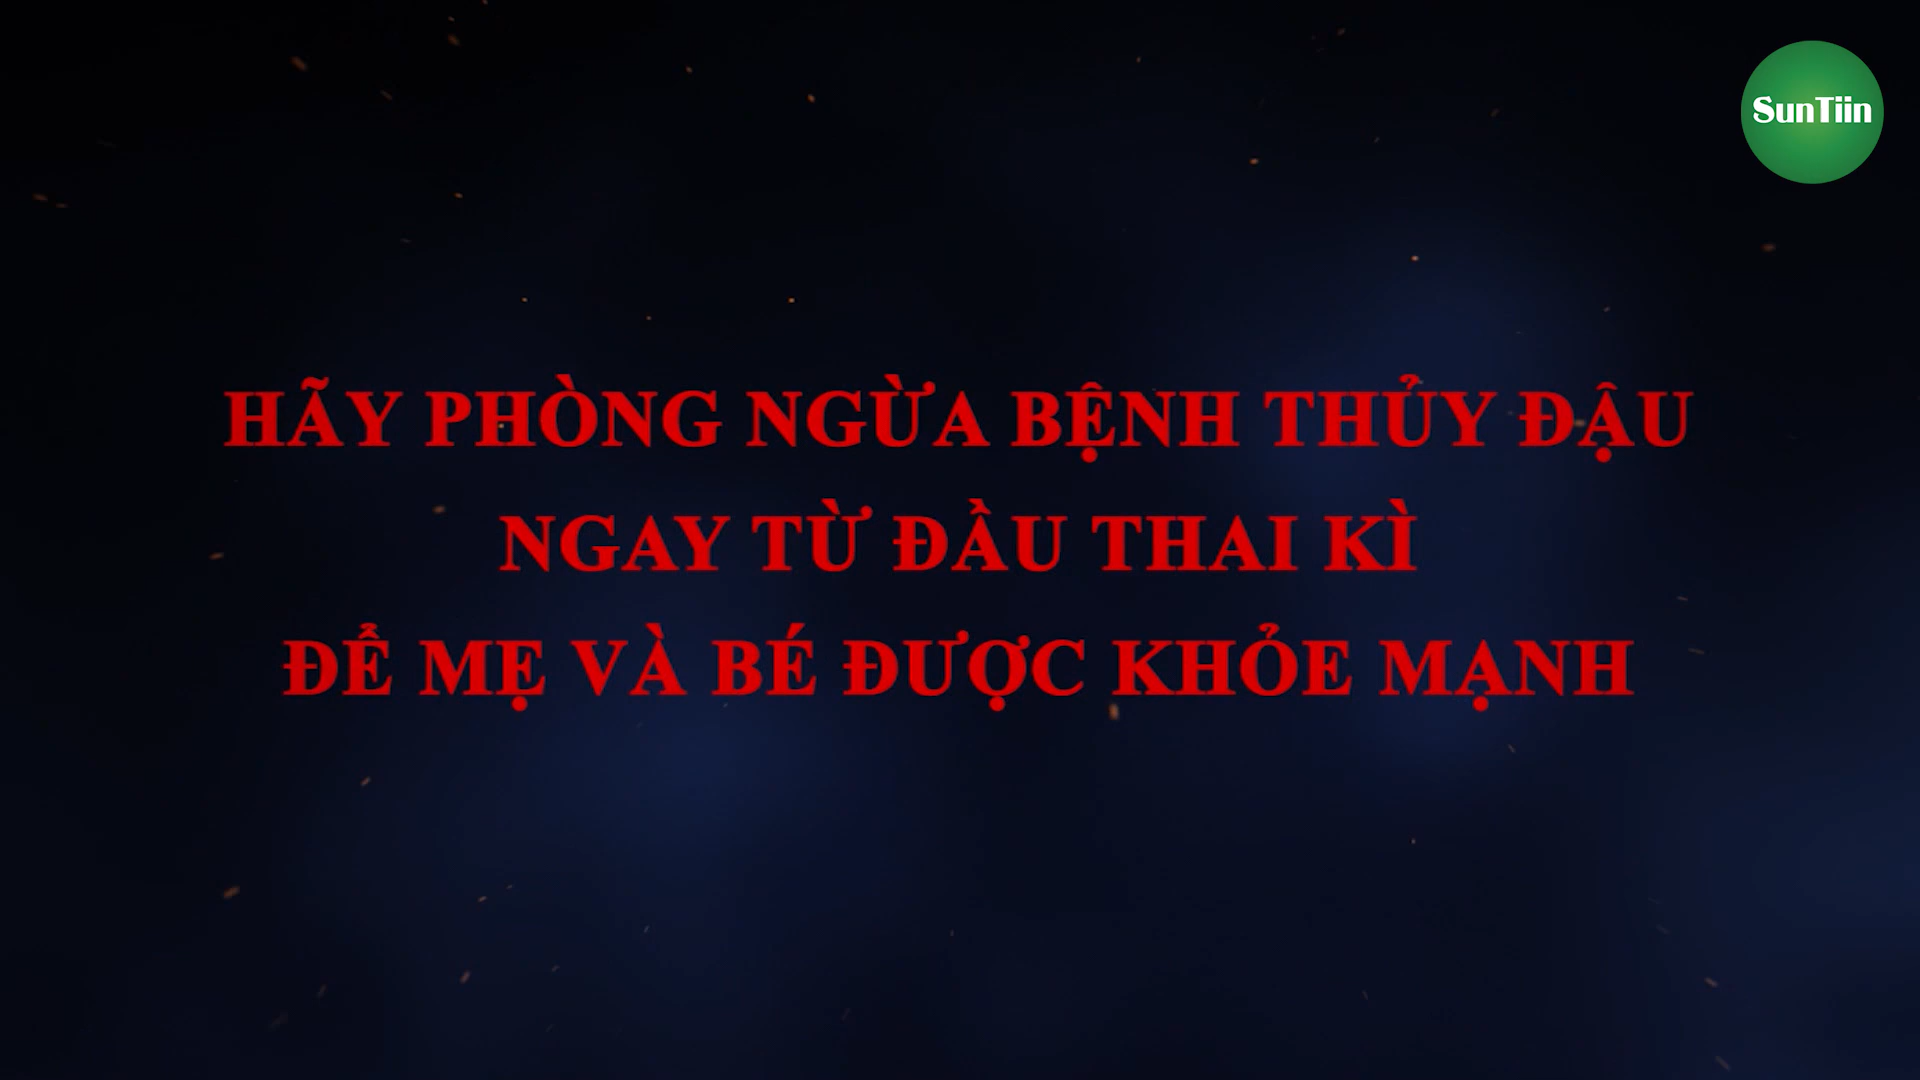 SunTiin
HÃY PHÒNG NGỪA BỆNH THỦY ĐẬU
NGAY TỪ ĐẦU THAI KÌ
ĐỂ MẸ VÀ BÉ ĐƯỢC KHỎE MẠNH